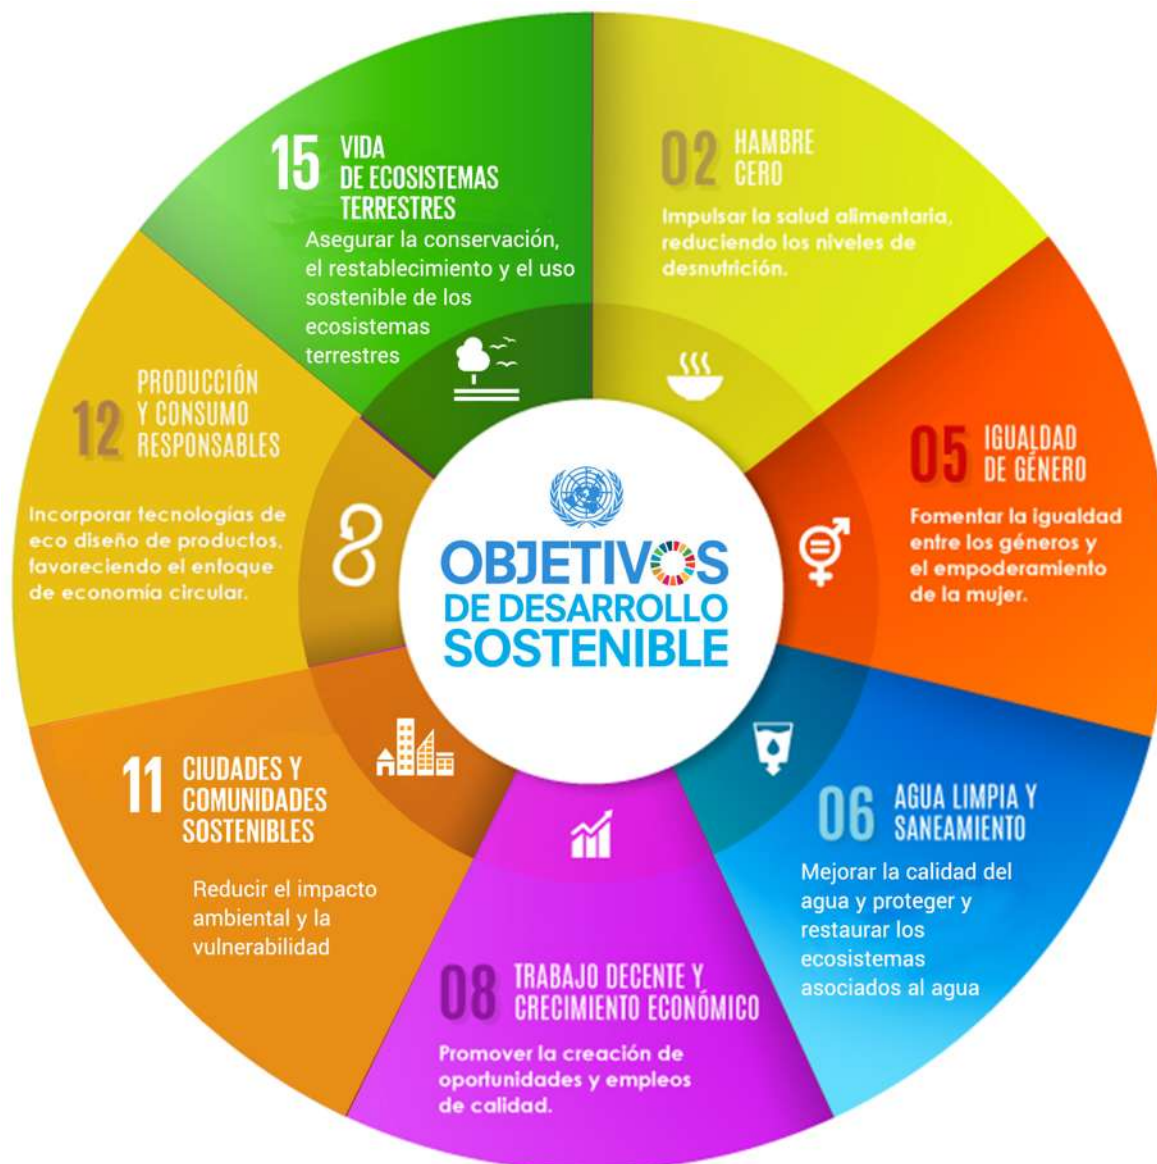 OBJETIVOS
DE DESARROLLO
SOSTENIBLE
02
HAMBRE
CERO
Impulsar la salud alimentaria,
reduciendo los niveles de
desnutrición.
05
IGUALDAD
DE GÉNERO
Fomentar la igualdad
entre los géneros y
el empoderamiento
de la mujer.
06
AGUA LIMPIA Y
SANEAMIENTO
Mejorar la calidad del
agua y proteger y
restaurar los
ecosistemas
asociados al agua
08
TRABAJO DECENTE Y
CRECIMIENTO ECONÓMICO
Promover la creación de
oportunidades y empleos
de calidad.
11
CIUDADES Y
COMUNIDADES
SOSTENIBLES
Reducir el impacto
ambiental y la
vulnerabilidad
12
PRODUCCIÓN
Y CONSUMO
RESPONSABLES
Incorporar tecnologías de
eco diseño de productos,
favoreciendo el enfoque
de economía circular.
15
VIDA
DE ECOSISTEMAS
TERRESTRES
Asegurar la conservación,
el restablecimiento y el uso
sostenible de los
ecosistemas
terrestres